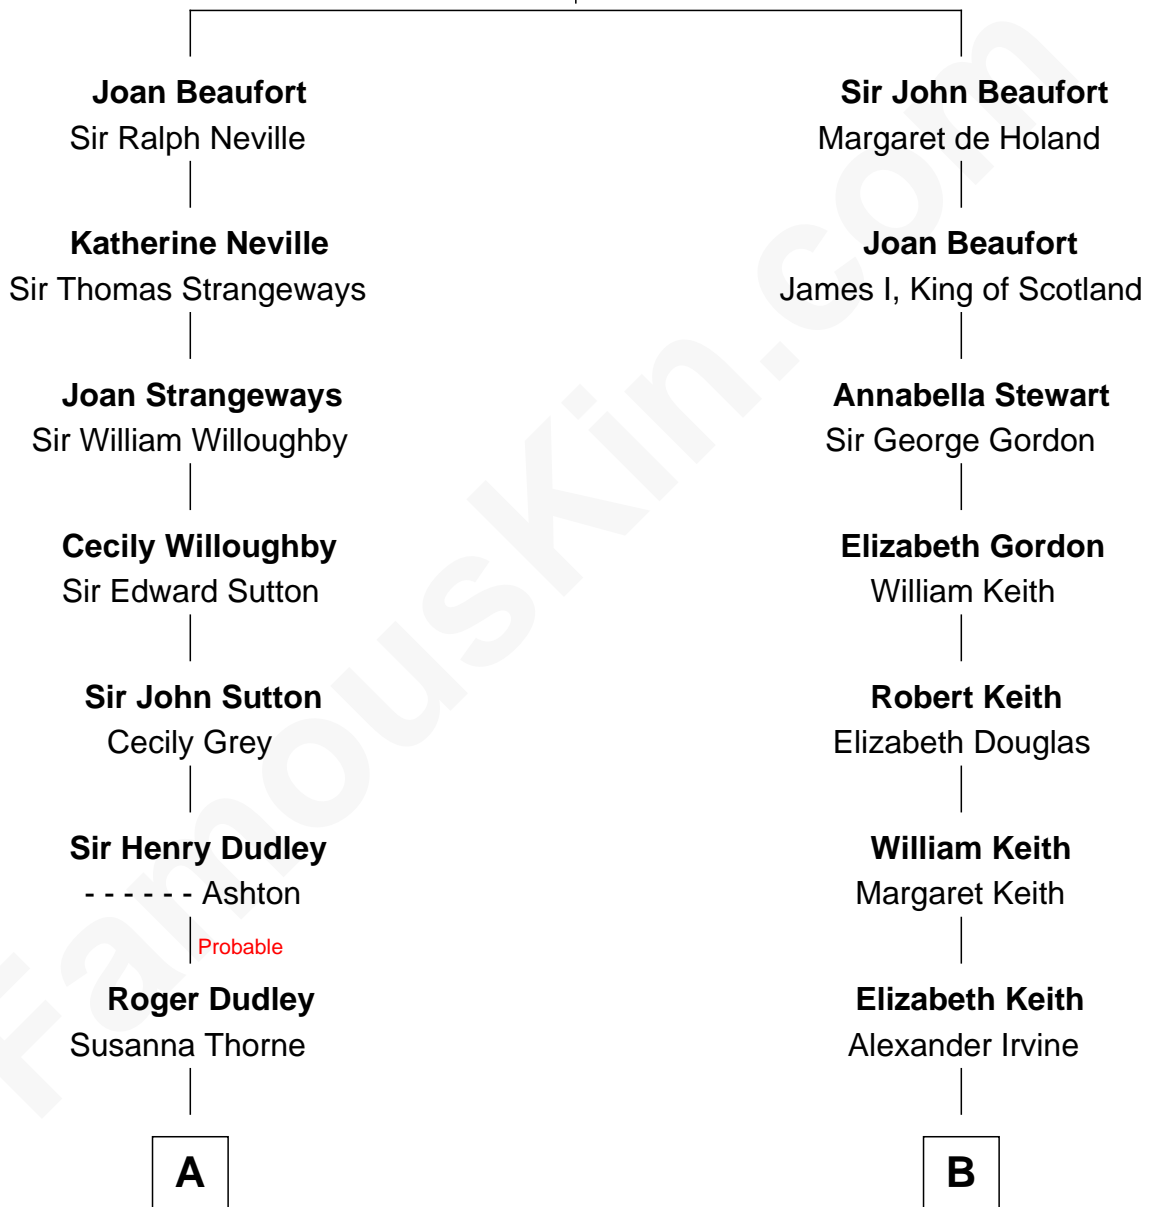 Joan Beaufort
Sir Ralph Neville
Katherine Neville
Sir Thomas Strangeways
Joan Strangeways
Sir William Willoughby
Cecily Willoughby
Sir Edward Sutton
Sir John Sutton
Cecily Grey
Sir Henry Dudley
- - - - - - Ashton
Probable
Roger Dudley
Susanna Thorne
A
Sir John Beaufort
Margaret de Holand
Joan Beaufort
James I, King of Scotland
Annabella Stewart
Sir George Gordon
Elizabeth Gordon
William Keith
Robert Keith
Elizabeth Douglas
William Keith
Margaret Keith
Elizabeth Keith
Alexander Irvine
B
FamousKin.com